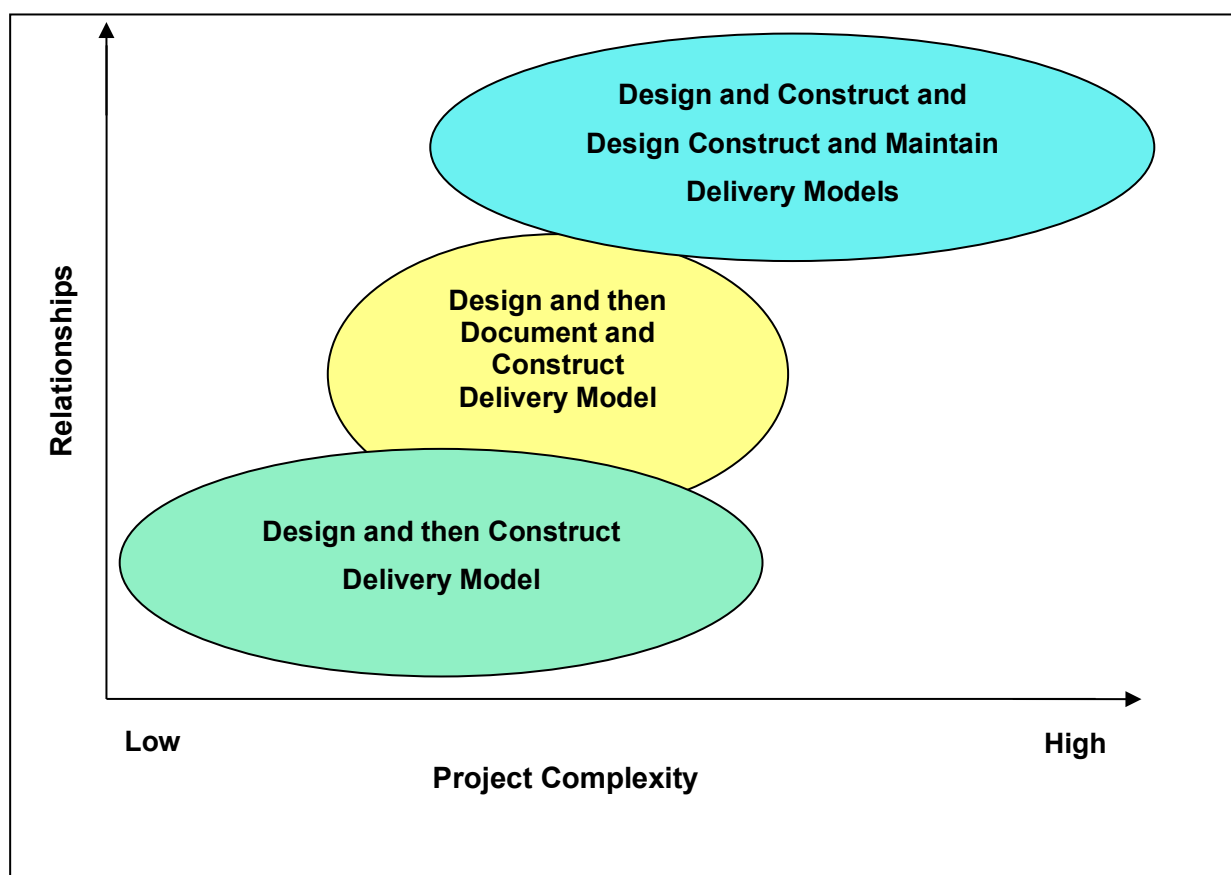 Design and Construct and
Design Construct and Maintain
Delivery Models
Design and then
Document and
Construct
Delivery Model
Relationships
Design and then Construct
Delivery Model
Low
High
Project Complexity